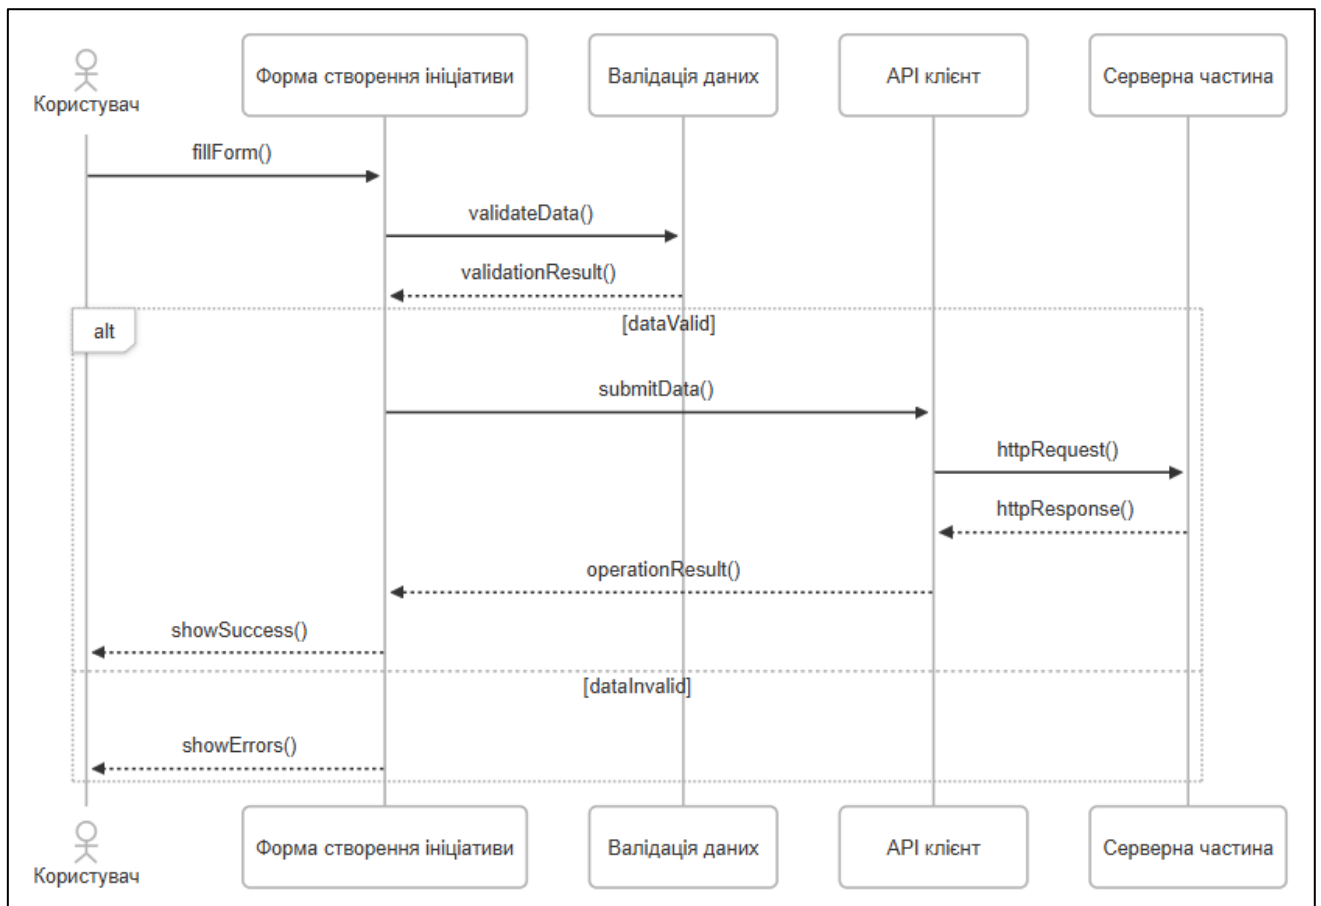 Користувач
Форма створення ініціативи
Валідація даних
API клієнт
Серверна частина
fillForm()
validateData()
validationResult()
alt
[dataValid]
submitData()
httpRequest()
httpResponse()
operationResult()
showSuccess()
[dataInvalid]
showErrors()
Користувач
Форма створення ініціативи
Валідація даних
API клієнт
Серверна частина